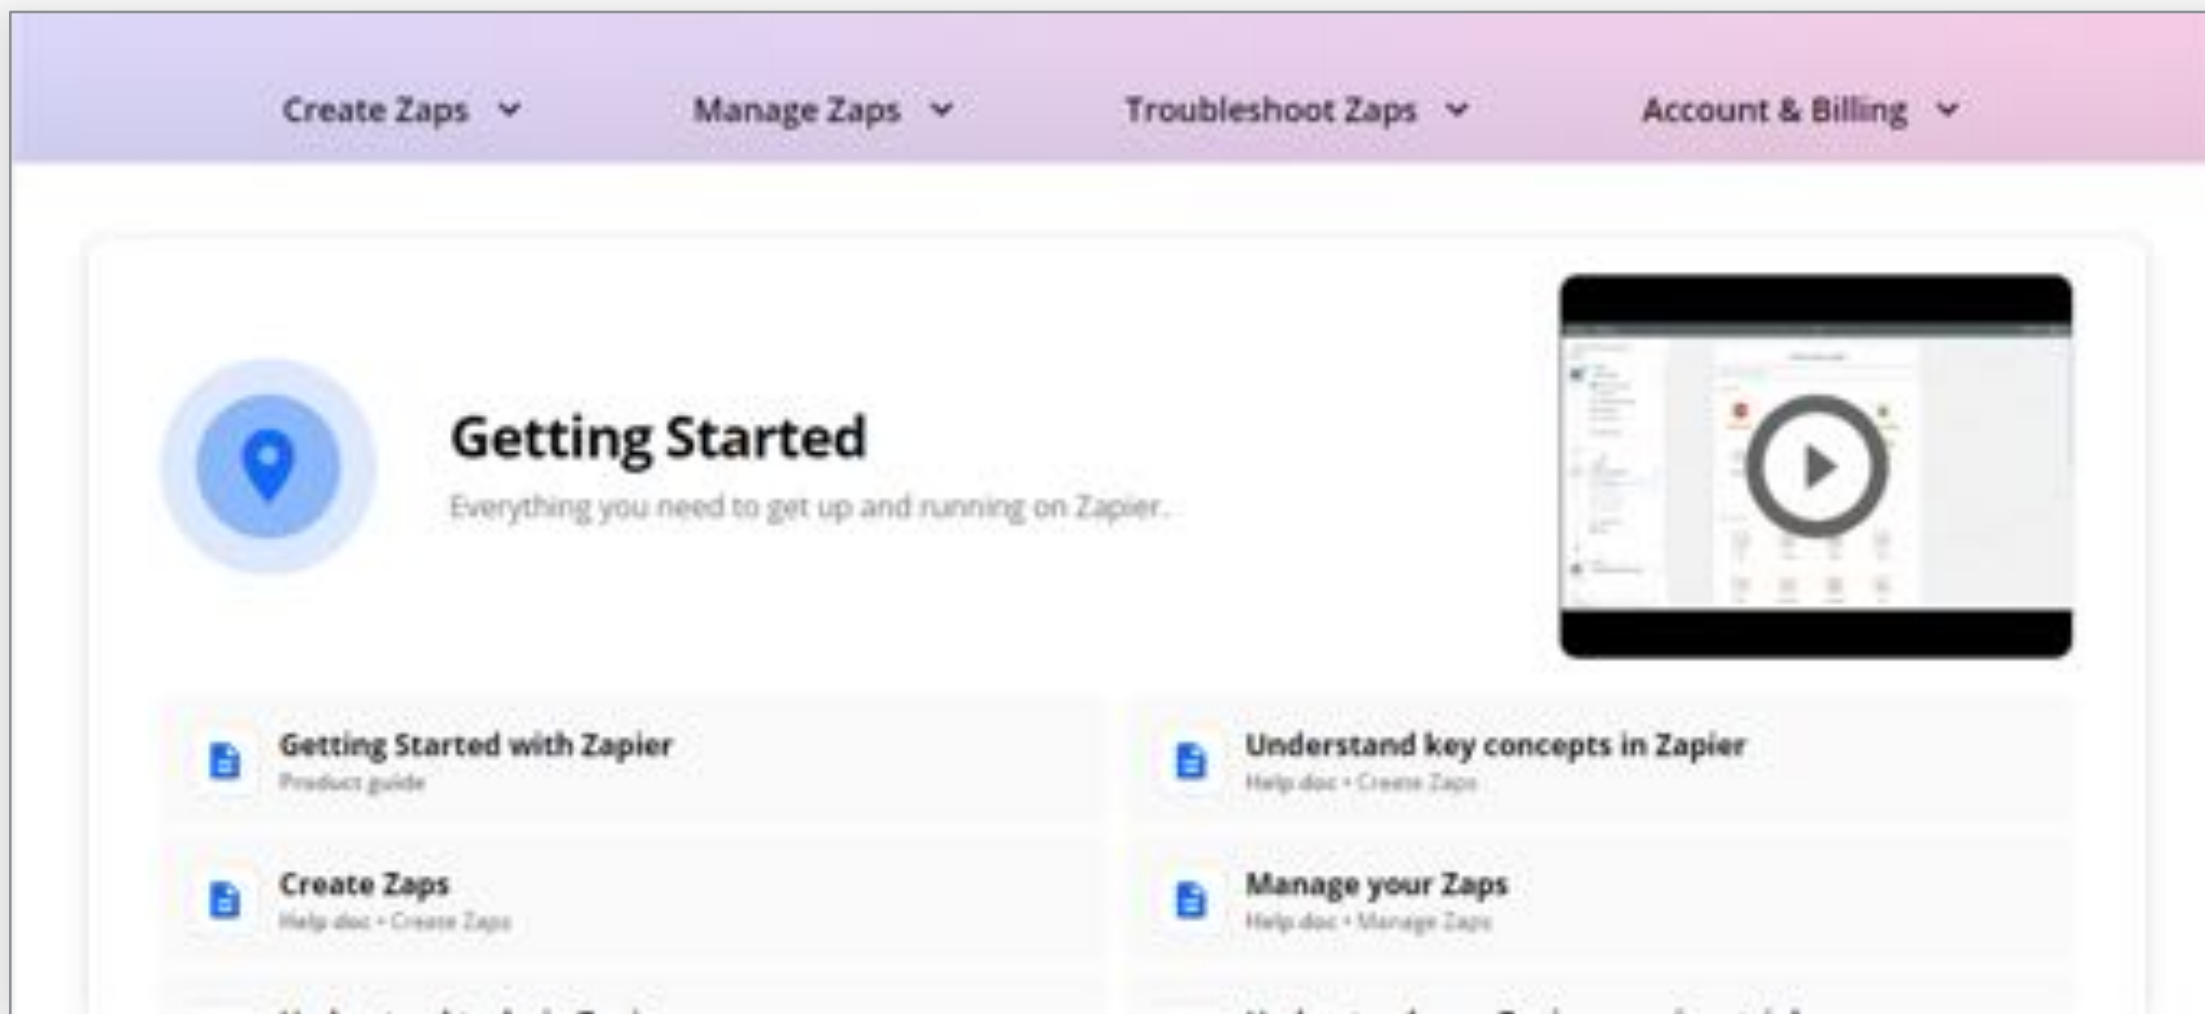 Create Zaps
Manage Zaps
Troubleshoot Zaps
Account & Billing
Getting Started
Everything you need to get up and running on Zapier.
Getting Started with Zapier
Product guide
Understand key concepts in Zapier
Help doc • Create Zaps
Create Zaps
Help doc • Create Zaps
Manage your Zaps
Help doc • Manage Zaps